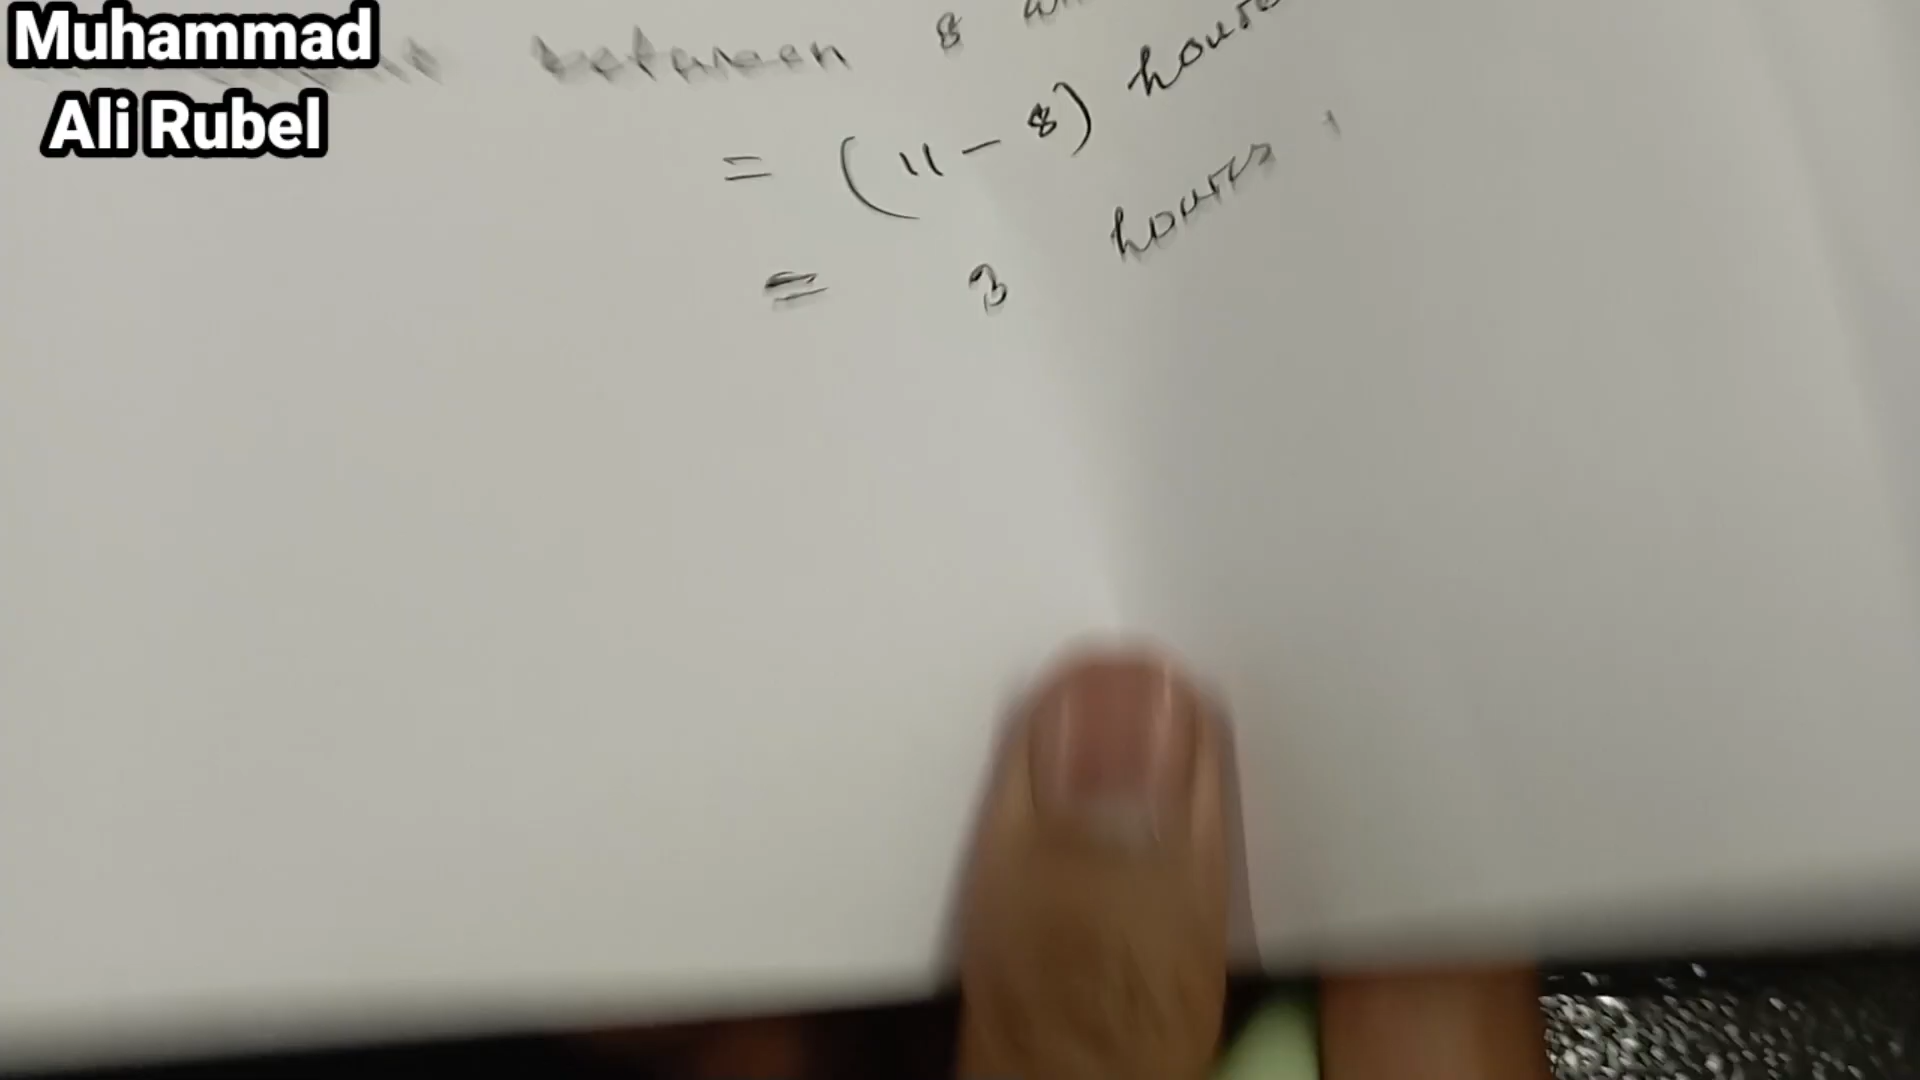 Muhammad
Ali Rubel
between 8
= (11 - 8) hours
= 3 hours.